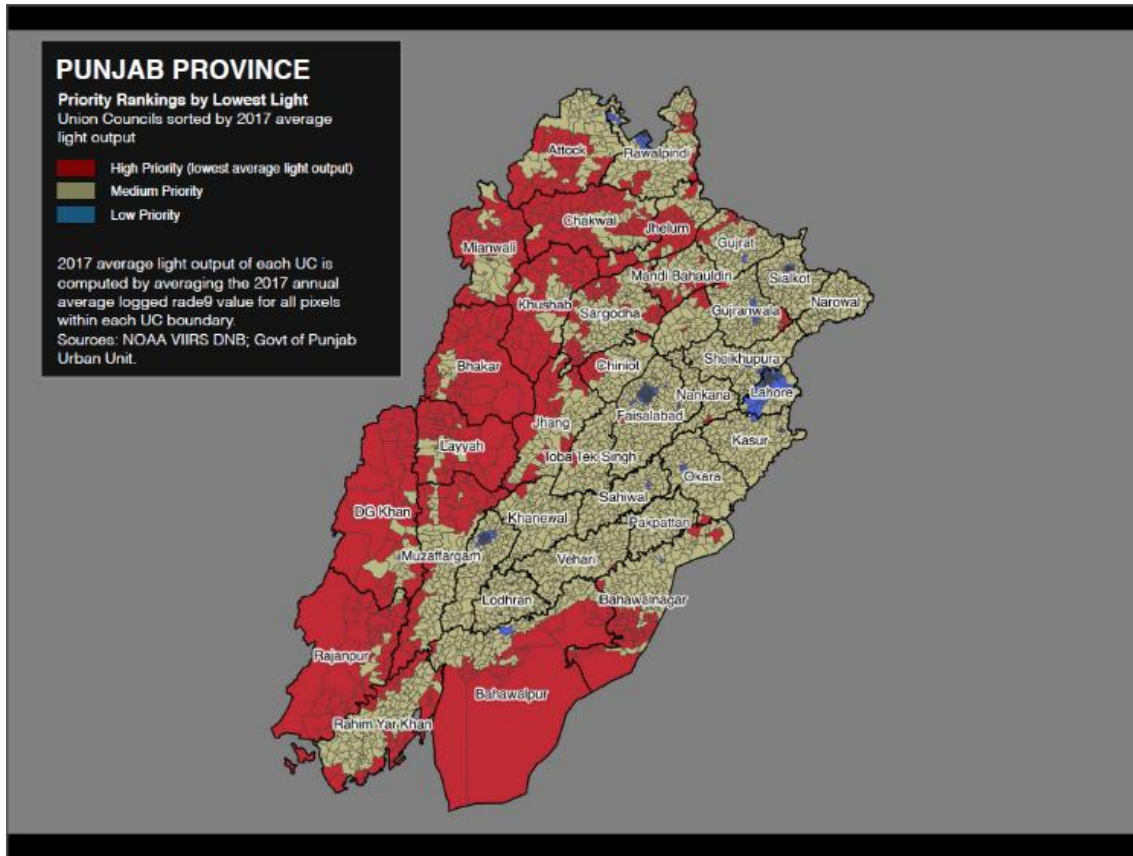 PUNJAB PROVINCE
Priority Rankings by Lowest Light
Union Councils sorted by 2017 average
light output
High Priority (lowest average light output)
Medium Priority
Low Priority
2017 average light output of each UC is
computed by averaging the 2017 annual
average logged rade9 value for all pixels
within each UC boundary.
Sources: NOAA VIIRS DNB; Govt of Punjab
Urban Unit.
Attock
Rawalpindi
Chakwal
Jhelum
Mianwali
Gujrat
Mandi Bahauldin
Sialkot
Khushab
Sargodha
Gujranwala
Narowal
Bhakar
Chiniot
Sheikhupura
Lahore
Nankana
Faisalabad
Jhang
Kasur
Layyah
Toba Tek Singh
Okara
Sahiwal
DG Khan
Khanewal
Pakpattan
Muzaffargarh
Vehari
Lodhran
Bahawalnagar
Rajanpur
Bahawalpur
Rahim Yar Khan